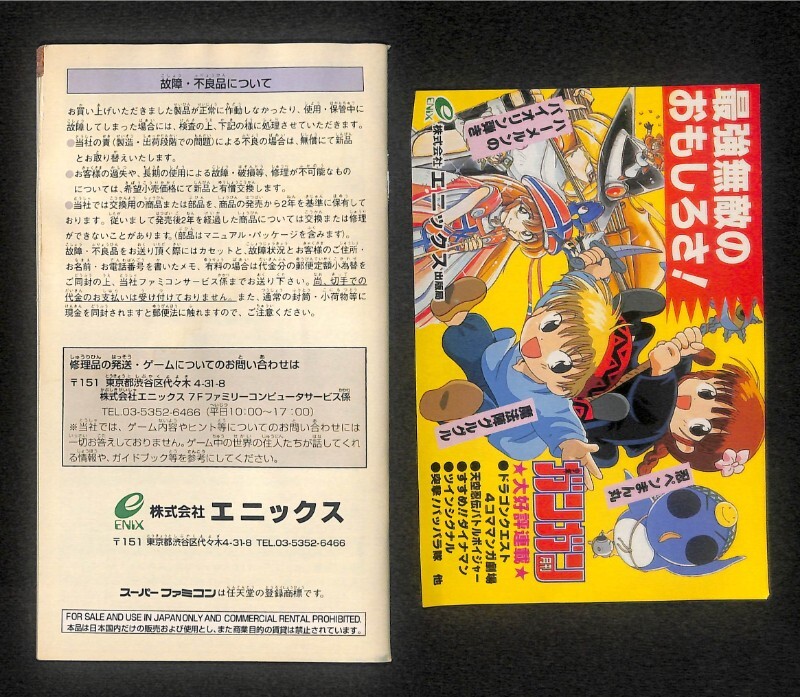 故障・不良品について
お買い上げいただきました製品が正常に作動しなかったり、使用・保管中に
故障してしまった場合には、検査の上、下記の様に処理させていただきます。
●当社の責(製造・出荷段階での問題)による不良の場合は、無償にて新品
とお取り替えいたします。
●お客様の過失や、長期の使用による故障・破損等、修理が不可能なもの
については、希望小売価格にて新品と有償交換します。
●当社では交換用の商品または部品を、商品の発売から2年を基準に保有して
おります。従いまして発売ご後2年を経過した商品については交換または修理
ができないことがあります。(部品はマニュアル・パッケージを含みます)。
故障・不良品をお送り頂く際にはカセットと、故障状況とお客様のご住所・
お名前・お電話番号を書いたメモ、有料の場合は代金分の郵便定額小為替を
ご同封の上、当社ファミコンサービス係までお送り下さい。尚、切手での
代金のお支払いは受け付けておりません。また、通常の封筒・小荷物等に
現金を同封されますと郵便法に触れますので、ご注意ください。
修理品の発送・ゲームについてのお問い合わせは
〒151 東京都渋谷区代々木4-31-8
株式会社エニックス 7Fファミリーコンピュータサービス係
TEL.03-5352-6466 (平日10:00~17:00)
※当社では、ゲーム内容やヒント等についてのお問い合わせには
一切お答えしておりません。ゲーム中の世界の住人たちが話してくれ
る情報や、ガイドブック等を参考にしてください。
ENIX 株式会社 エニックス
〒151 東京都渋谷区代々木4-31-8 TEL.03-5352-6466
スーパーファミコンは任天堂の登録商標です。
FOR SALE AND USE IN JAPAN ONLY AND COMMERCIAL RENTAL PROHIBITED.
本品は日本国内だけの販売および使用とし、また商業目的の賃貸は禁止されています。
最強無敵の
おもしろさ!
ハーメルンの
バイオリン弾き
ENIX 株式会社 エニックス 出版局
魔法陣グルグル
忍ペンまん丸
月刊
ガンガン
★大好評連載★
●ドラゴンクエスト
4コママンガ劇場
●天空忍伝バトルボイジャー
●すすめ!!ダイナマン
●ツインシグナル
●突撃!パッパラ隊 他